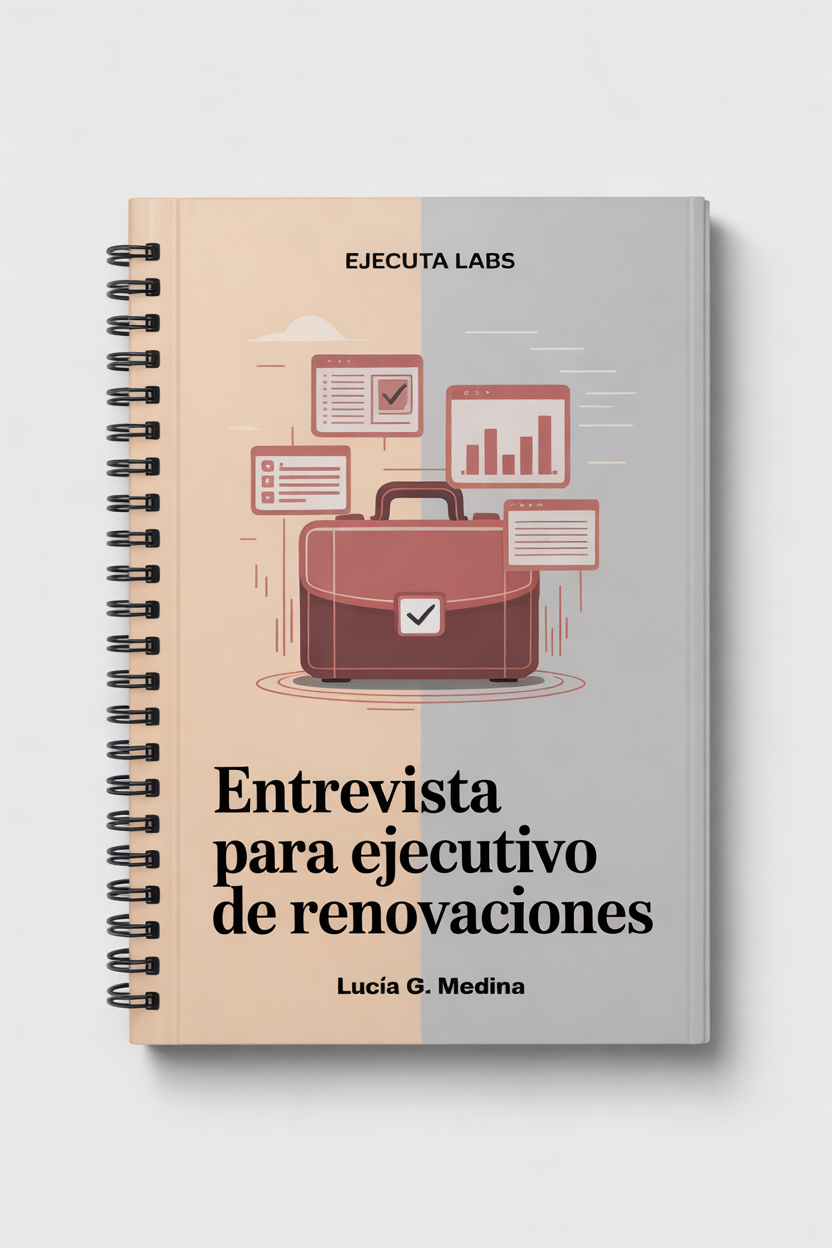 EJECUTA LABS
Entrevista
para ejecutivo
de renovaciones
Lucía G. Medina